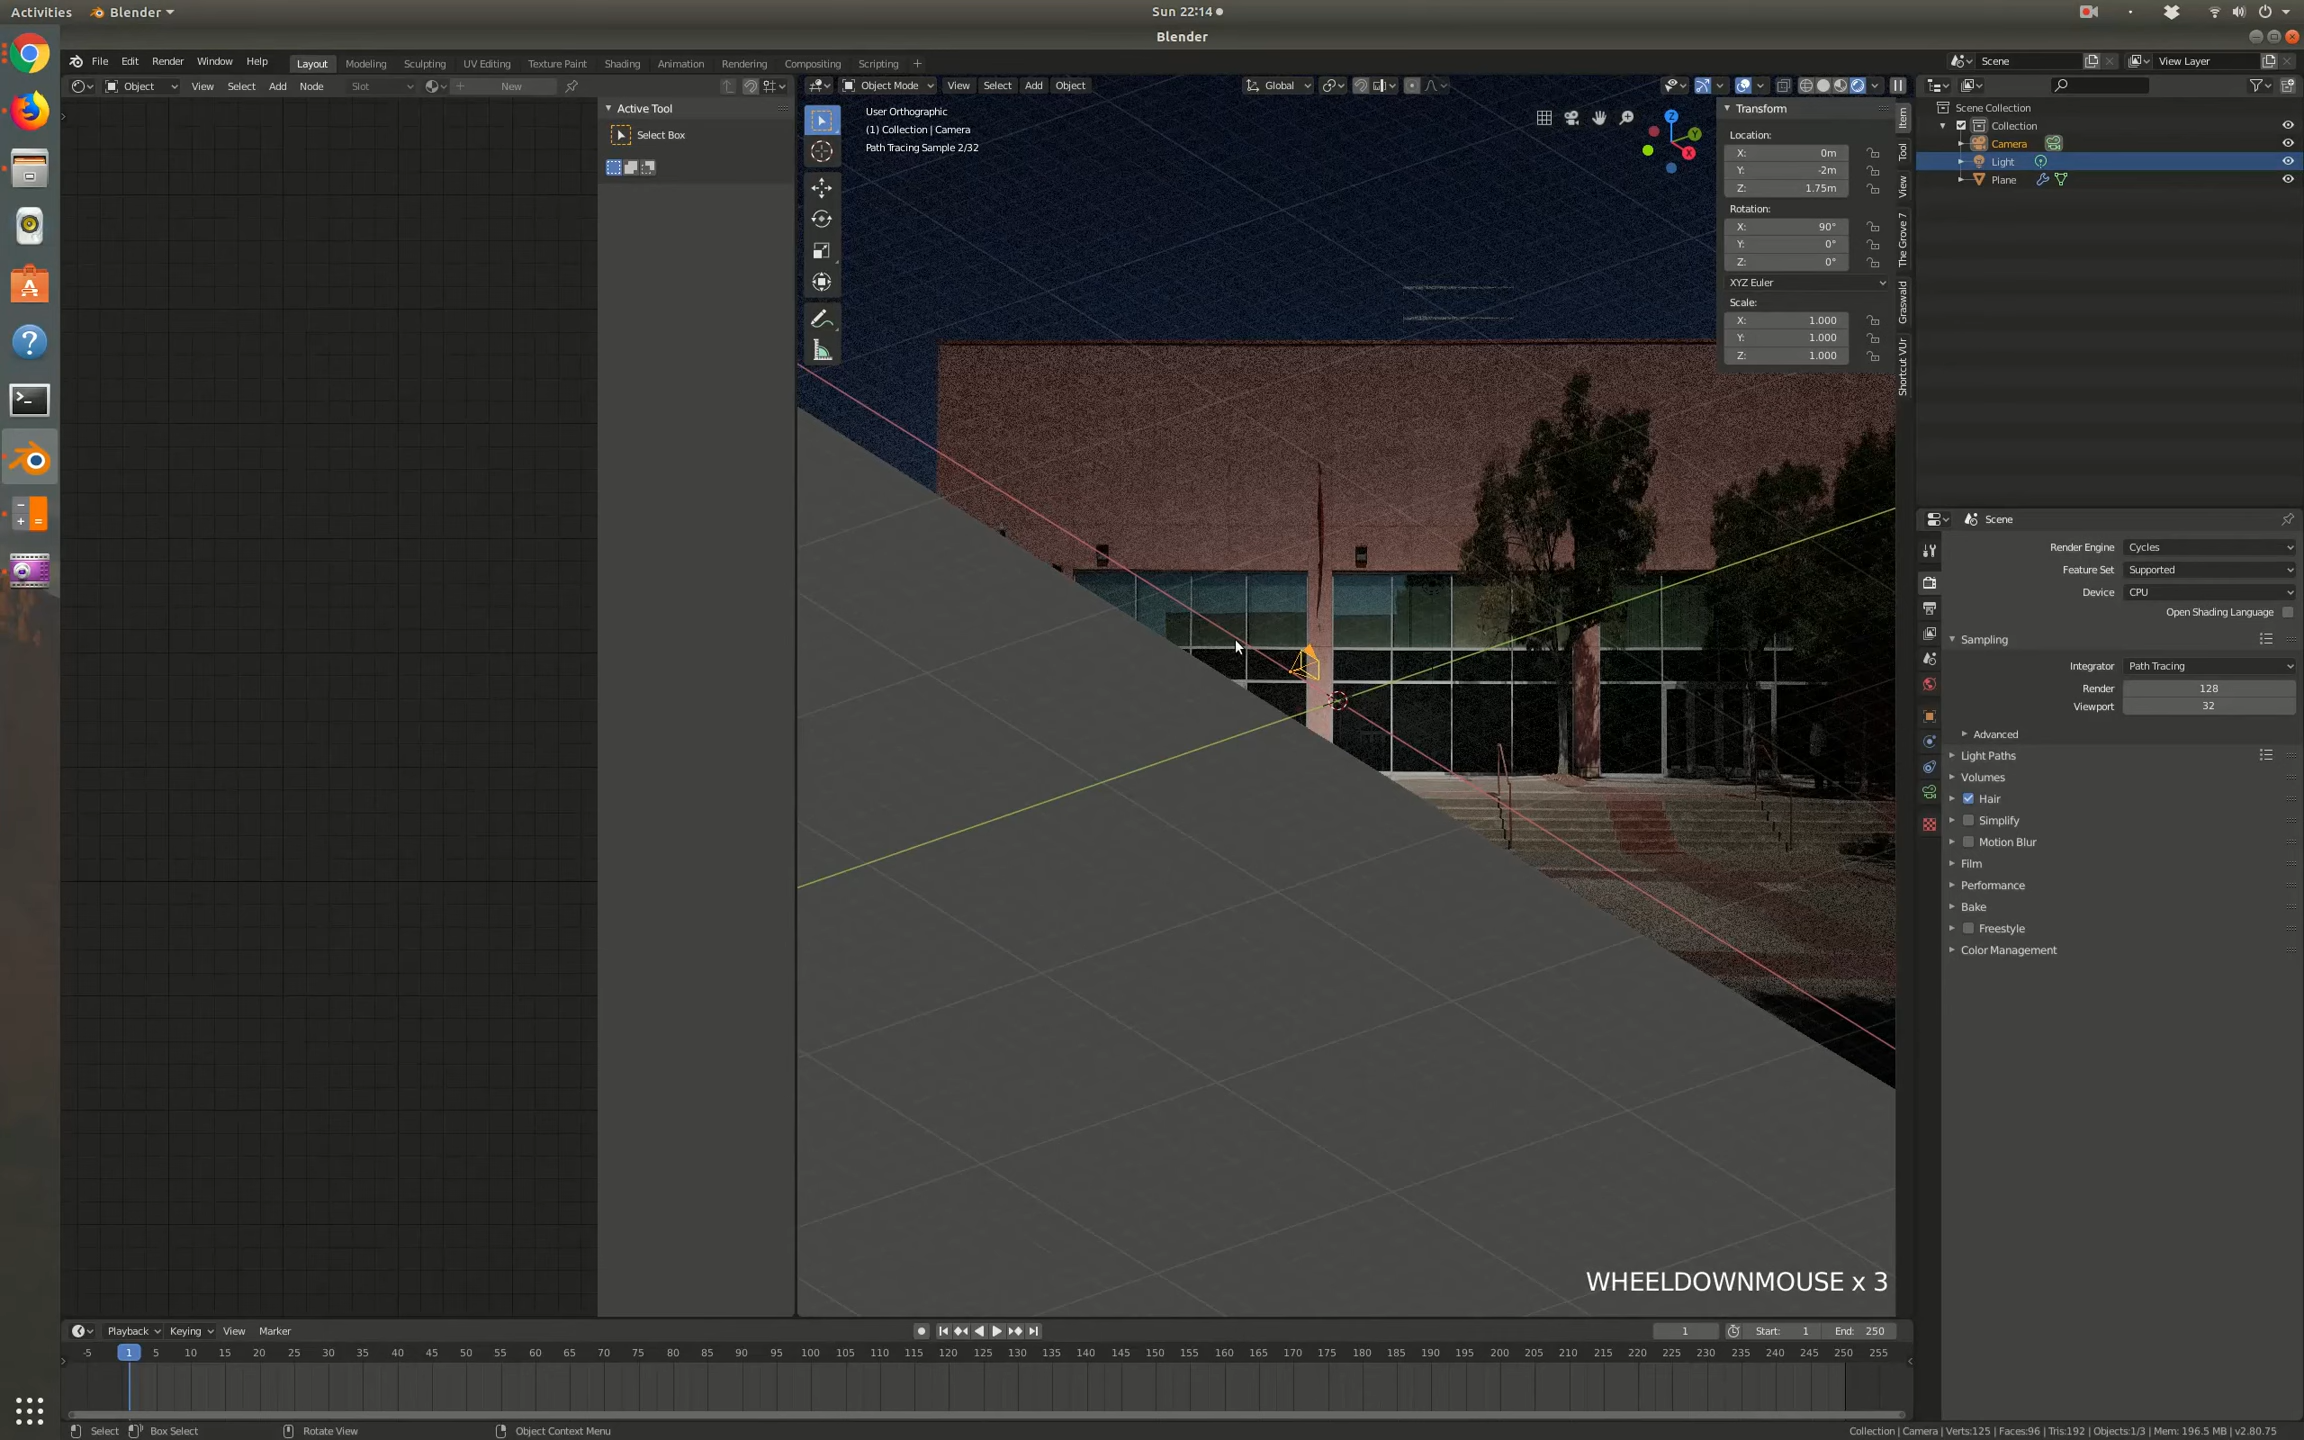 Activities Blender Sun 22:14
Blender
File Edit Render Window Help Layout Modeling Sculpting UV Editing Texture Paint Shading Animation Rendering Compositing Scripting + Scene View Layer
Object View Select Add Node Object Slot New Object Mode View Select Add Object Global
Active Tool
Select Box
User Orthographic
(1) Collection | Camera
Path Tracing Sample 2/32
Transform
Location:
X: 0m
Y: -2m
Z: 1.75m
Rotation:
X: 90°
Y: 0°
Z: 0°
XYZ Euler
Scale:
X: 1.000
Y: 1.000
Z: 1.000
Item
Tool
View
The Grove 7
Graswald
Shortcut VUr
Scene Collection
Collection
Camera
Light
Plane
Scene
Render Engine Cycles
Feature Set Supported
Device CPU
Open Shading Language
Sampling
Integrator Path Tracing
Render 128
Viewport 32
Advanced
Light Paths
Volumes
Hair
Simplify
Motion Blur
Film
Performance
Bake
Freestyle
Color Management
WHEELDOWNMOUSE x 3
Playback Keying View Marker 1 Start: 1 End: 250
-5 1 5 10 15 20 25 30 35 40 45 50 55 60 65 70 75 80 85 90 95 100 105 110 115 120 125 130 135 140 145 150 155 160 165 170 175 180 185 190 195 200 205 210 215 220 225 230 235 240 245 250 255
Select Box Select Rotate View Object Context Menu Collection | Camera | Verts:125 | Faces:96 | Tris:192 | Objects:1/3 | Mem: 196.5 MB | v2.80.75